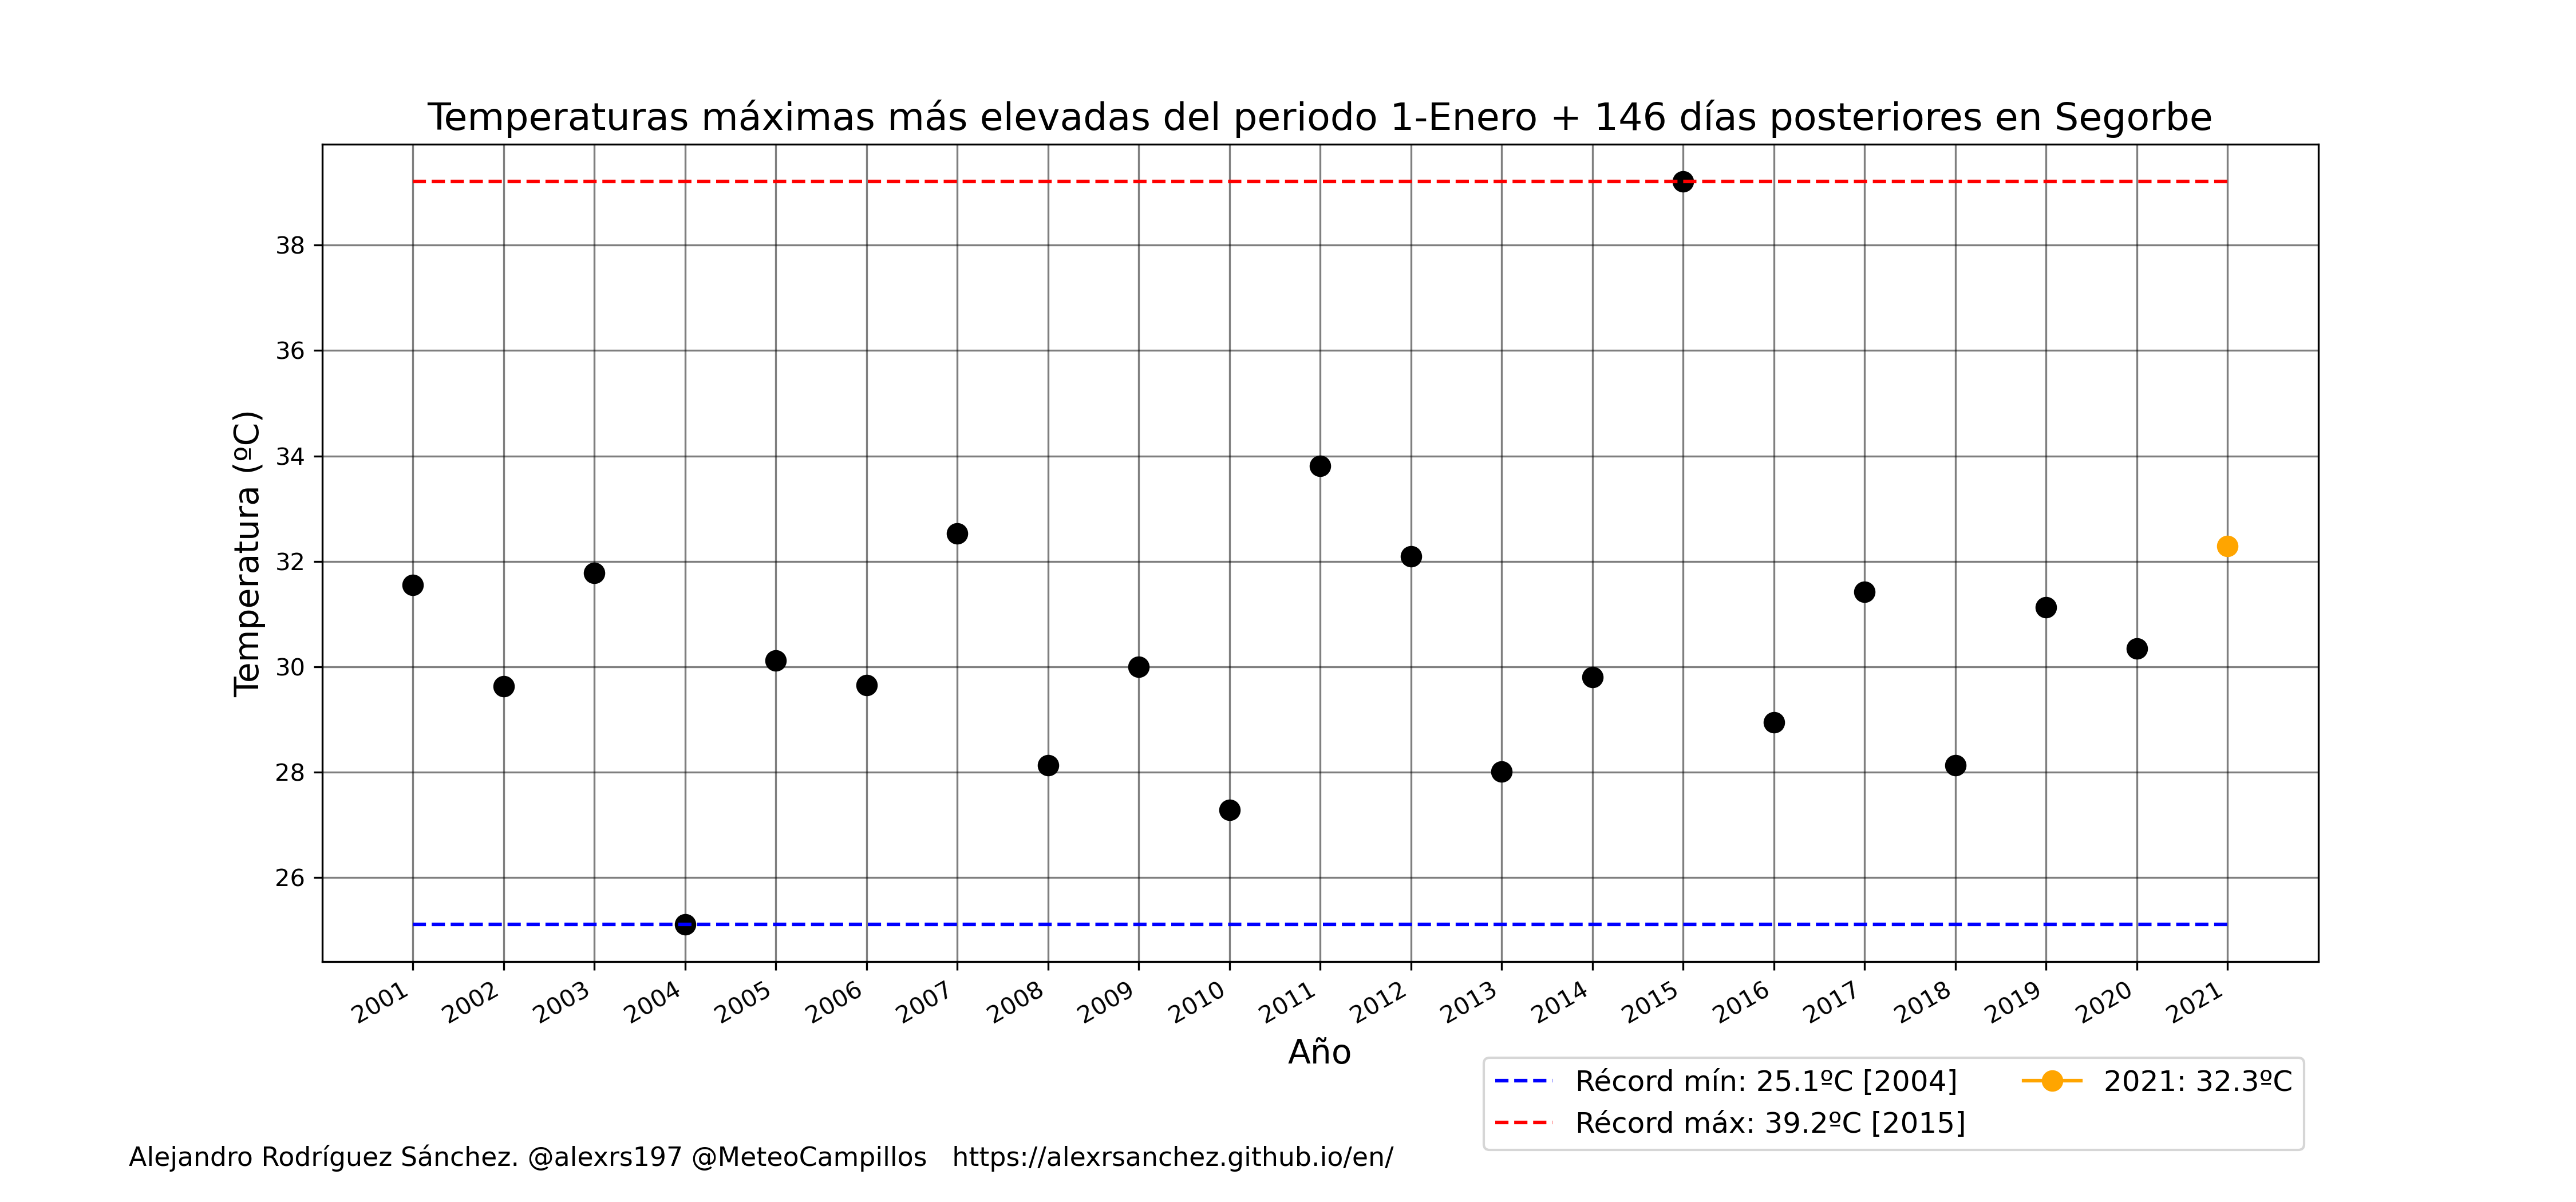 Temperaturas máximas más elevadas del periodo 1-Enero + 146 días posteriores en Segorbe
Temperatura (ºC)
38
36
34
32
30
28
26
2001 2002 2003 2004 2005 2006 2007 2008 2009 2010 2011 2012 2013 2014 2015 2016 2017 2018 2019 2020 2021
Año
Récord mín: 25.1ºC [2004] 2021: 32.3ºC
Récord máx: 39.2ºC [2015]
Alejandro Rodríguez Sánchez. @alexrs197 @MeteoCampillos https://alexrsanchez.github.io/en/